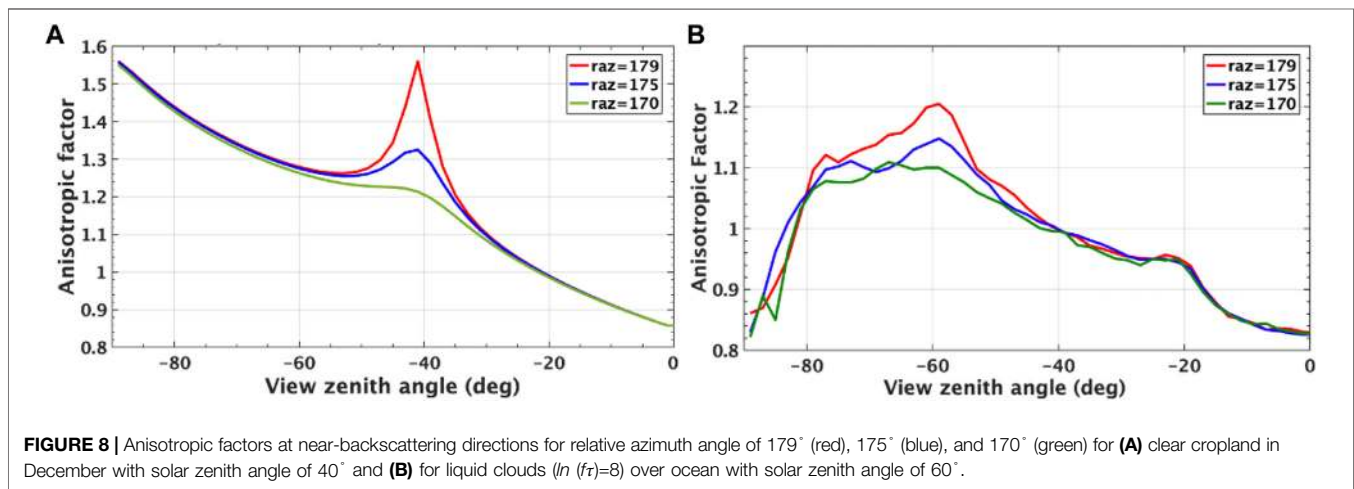 A
B
1.6
1.5
1.4
1.3
1.2
1.1
1
0.9
0.8
Anisotropic factor
raz=179
raz=175
raz=170
−80
−60
−40
−20
0
View zenith angle (deg)
1.2
1.1
1
0.9
0.8
Anisotropic Factor
raz=179
raz=175
raz=170
−80
−60
−40
−20
0
View zenith angle (deg)
FIGURE 8 | Anisotropic factors at near-backscattering directions for relative azimuth angle of 179° (red), 175° (blue), and 170° (green) for (A) clear cropland in
December with solar zenith angle of 40° and (B) for liquid clouds (ln (fτ)=8) over ocean with solar zenith angle of 60°.